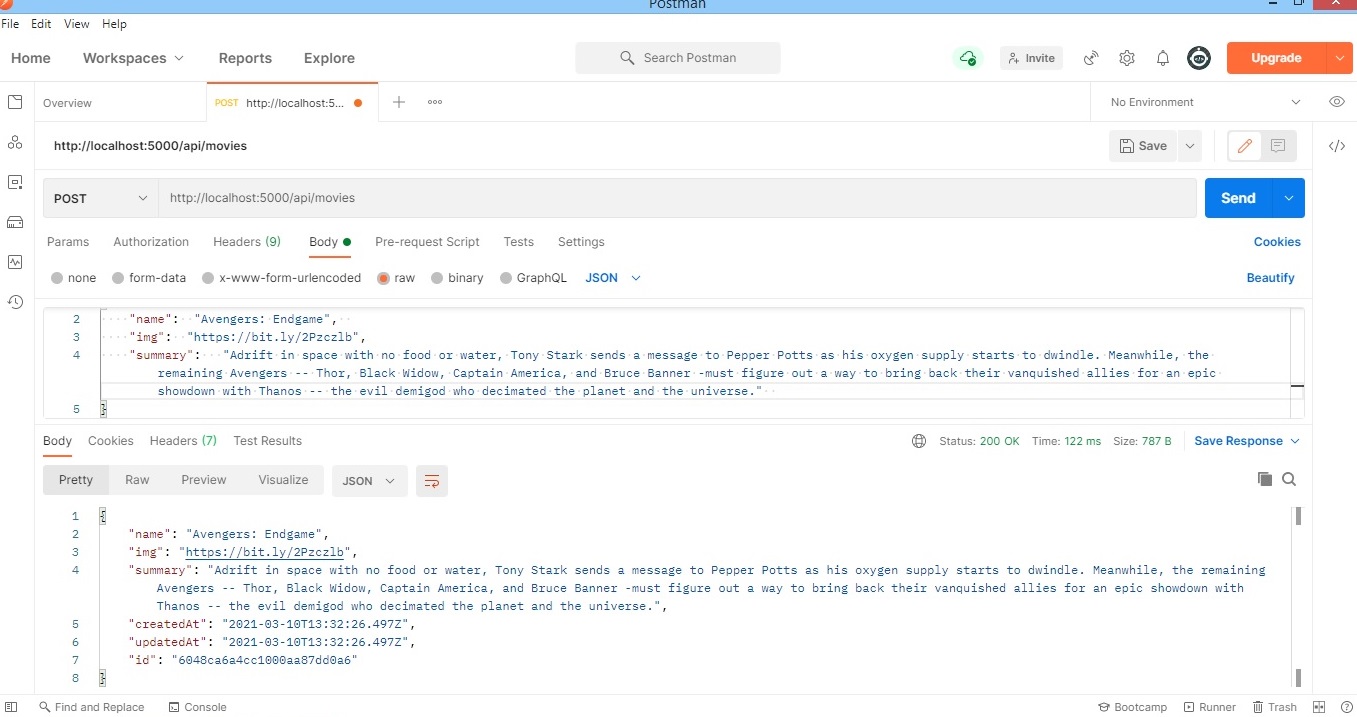 Postman
File Edit View Help
Home Workspaces Reports Explore Search Postman Invite Upgrade
Overview POST http://localhost:5... No Environment
http://localhost:5000/api/movies Save
POST http://localhost:5000/api/movies Send
Params Authorization Headers (9) Body Pre-request Script Tests Settings Cookies
none form-data x-www-form-urlencoded raw binary GraphQL JSON Beautify
2 "name": "Avengers: Endgame",
3 "img": "https://bit.ly/2Pzczlb",
4 "summary": "Adrift in space with no food or water, Tony Stark sends a message to Pepper Potts as his oxygen supply starts to dwindle. Meanwhile, the
remaining Avengers -- Thor, Black Widow, Captain America, and Bruce Banner -must figure out a way to bring back their vanquished allies for an epic
showdown with Thanos -- the evil demigod who decimated the planet and the universe."
5 }
Body Cookies Headers (7) Test Results Status: 200 OK Time: 122 ms Size: 787 B Save Response
Pretty Raw Preview Visualize JSON
1 {
2 "name": "Avengers: Endgame",
3 "img": "https://bit.ly/2Pzczlb",
4 "summary": "Adrift in space with no food or water, Tony Stark sends a message to Pepper Potts as his oxygen supply starts to dwindle. Meanwhile, the remaining
Avengers -- Thor, Black Widow, Captain America, and Bruce Banner -must figure out a way to bring back their vanquished allies for an epic showdown with
Thanos -- the evil demigod who decimated the planet and the universe.",
5 "createdAt": "2021-03-10T13:32:26.497Z",
6 "updatedAt": "2021-03-10T13:32:26.497Z",
7 "id": "6048ca6a4cc1000aa87dd0a6"
8 }
Find and Replace Console Bootcamp Runner Trash